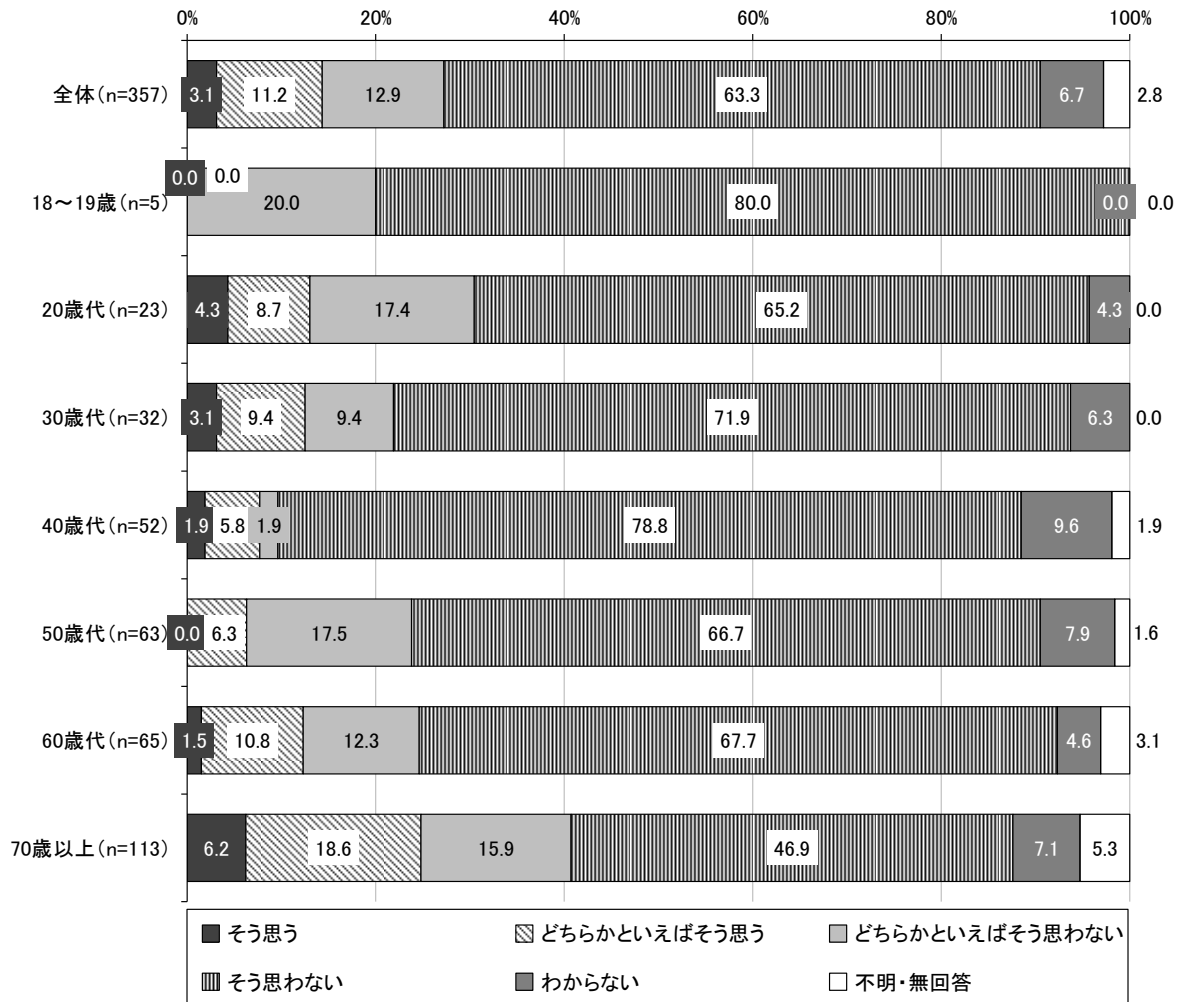 0% 20% 40% 60% 80% 100%
全体(n=357) 3.1 11.2 12.9 63.3 6.7 2.8
18～19歳(n=5) 0.0 0.0 20.0 80.0 0.0 0.0
20歳代(n=23) 4.3 8.7 17.4 65.2 4.3 0.0
30歳代(n=32) 3.1 9.4 9.4 71.9 6.3 0.0
40歳代(n=52) 1.9 5.8 1.9 78.8 9.6 1.9
50歳代(n=63) 0.0 6.3 17.5 66.7 7.9 1.6
60歳代(n=65) 1.5 10.8 12.3 67.7 4.6 3.1
70歳以上(n=113) 6.2 18.6 15.9 46.9 7.1 5.3
そう思う どちらかといえばそう思う どちらかといえばそう思わない
そう思わない わからない 不明・無回答